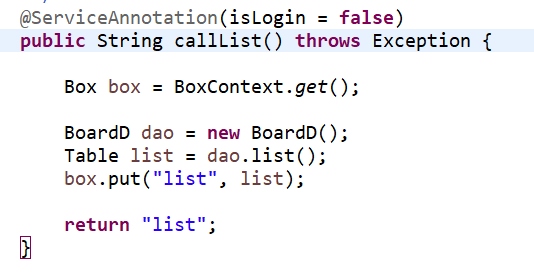 @ServiceAnnotation(isLogin = false)
public String callList() throws Exception {
Box box = BoxContext.get();
BoardD dao = new BoardD();
Table list = dao.list();
box.put("list", list);
return "list";
}